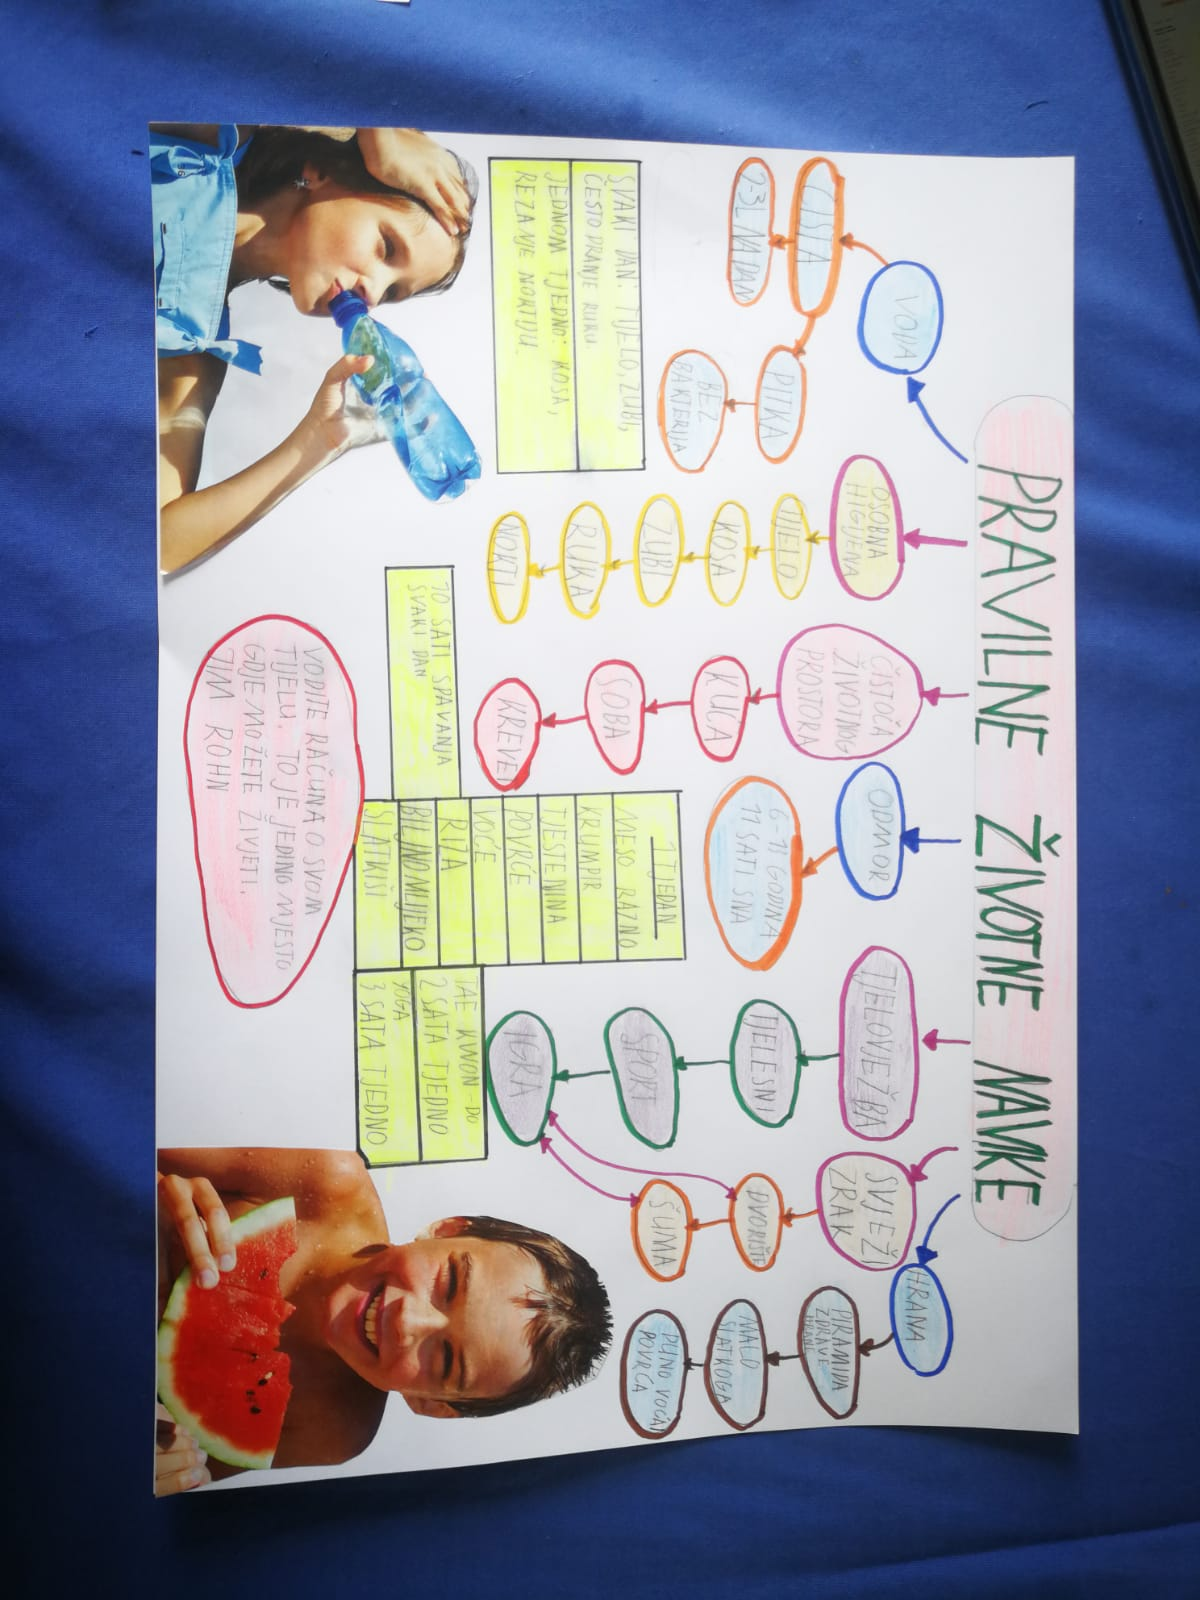 PRAVILNE ŽIVOTNE NAVIKE
VODA
ČISTA
2-3L NA DAN
PITKA
BEZ
BAKTERIJA
SVAKI DAN: TIJELO, ZUBI,
ČESTO PRANJE RUKU.
JEDNOM TJEDNO: KOSA,
REZANJE NOKTIJU.
OSOBNA
HIGIJENA
TIJELO
KOSA
ZUBI
RUKA
NOKTI
ČISTOĆA
ŽIVOTNOG
PROSTORA
KUĆA
SOBA
KREVET
10 SATI SPAVANJA
SVAKI DAN
ODMOR
6-11 GODINA
11 SATI SNA
1 TJEDAN
MESO RAZNO
KRUMPIR
TJESTENINA
POVRĆE
VOĆE
RIŽA
BILJNO MLIJEKO
SLATKIŠI
TJELOVJEŽBA
TJELESNI
SPORT
IGRA
TAE KWON-DO
2 SATA TJEDNO
YOGA
3 SATA TJEDNO
SVJEŽI
ZRAK
DVORIŠTE
ŠUMA
HRANA
PIRAMIDA
ZDRAVE
HRANE
MALO
SLATKOGA
PUNO VOĆA I
POVRĆA
VODITE RAČUNA O SVOM
TIJELU. TO JE JEDINO MJESTO
GDJE MOŽETE ŽIVJETI.
JIM ROHN